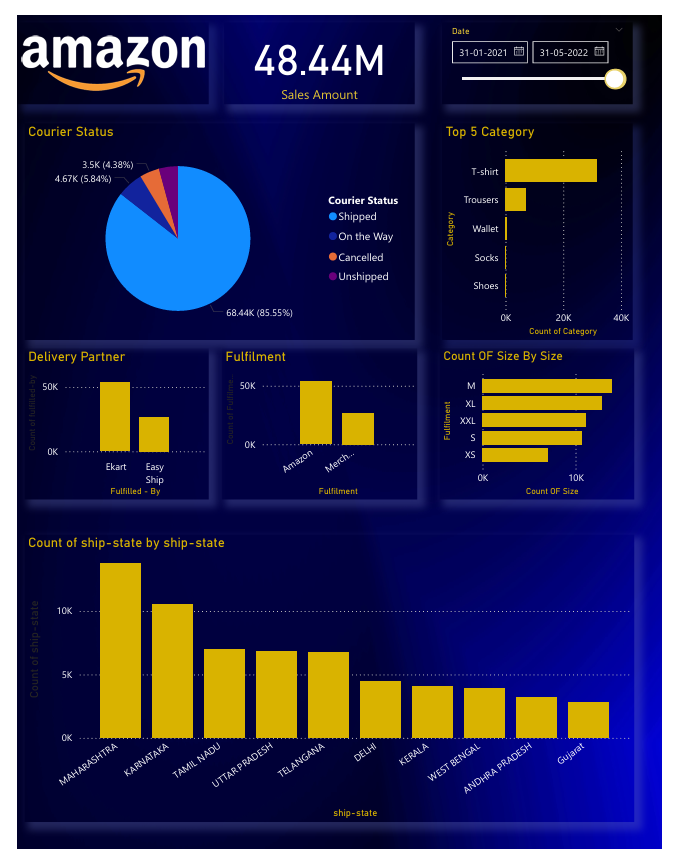 amazon
48.44M
Sales Amount
Date
31-01-2021
31-05-2022
Courier Status
3.5K (4.38%)
4.67K (5.84%)
68.44K (85.55%)
Courier Status
Shipped
On the Way
Cancelled
Unshipped
Top 5 Category
Category
T-shirt
Trousers
Wallet
Socks
Shoes
0K 20K 40K
Count of Category
Delivery Partner
Count of fulfilled-by
50K
0K
Ekart
Easy
Ship
Fulfilled - By
Fulfilment
Count of Fulfilme...
50K
0K
Amazon
Merch...
Fulfilment
Count OF Size By Size
Fulfilment
M
XL
XXL
S
XS
0K 10K
Count OF Size
Count of ship-state by ship-state
Count of ship-state
10K
5K
0K
MAHARASHTRA
KARNATAKA
TAMIL NADU
UTTAR PRADESH
TELANGANA
DELHI
KERALA
WEST BENGAL
ANDHRA PRADESH
Gujarat
ship-state